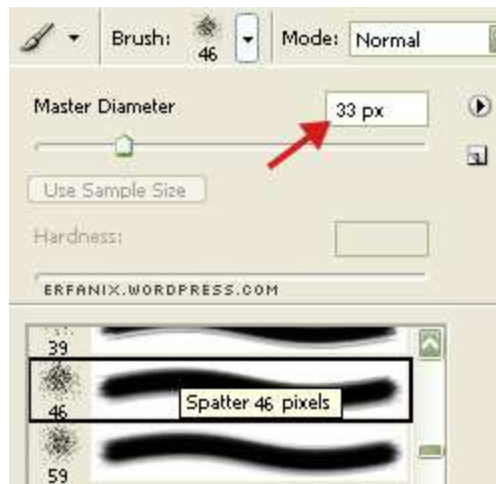 Brush:
46
Mode: Normal
Master Diameter
33 px
Use Sample Size
Hardness:
ERFANIX.WORDPRESS.COM
39
46
Spatter 46 pixels
59